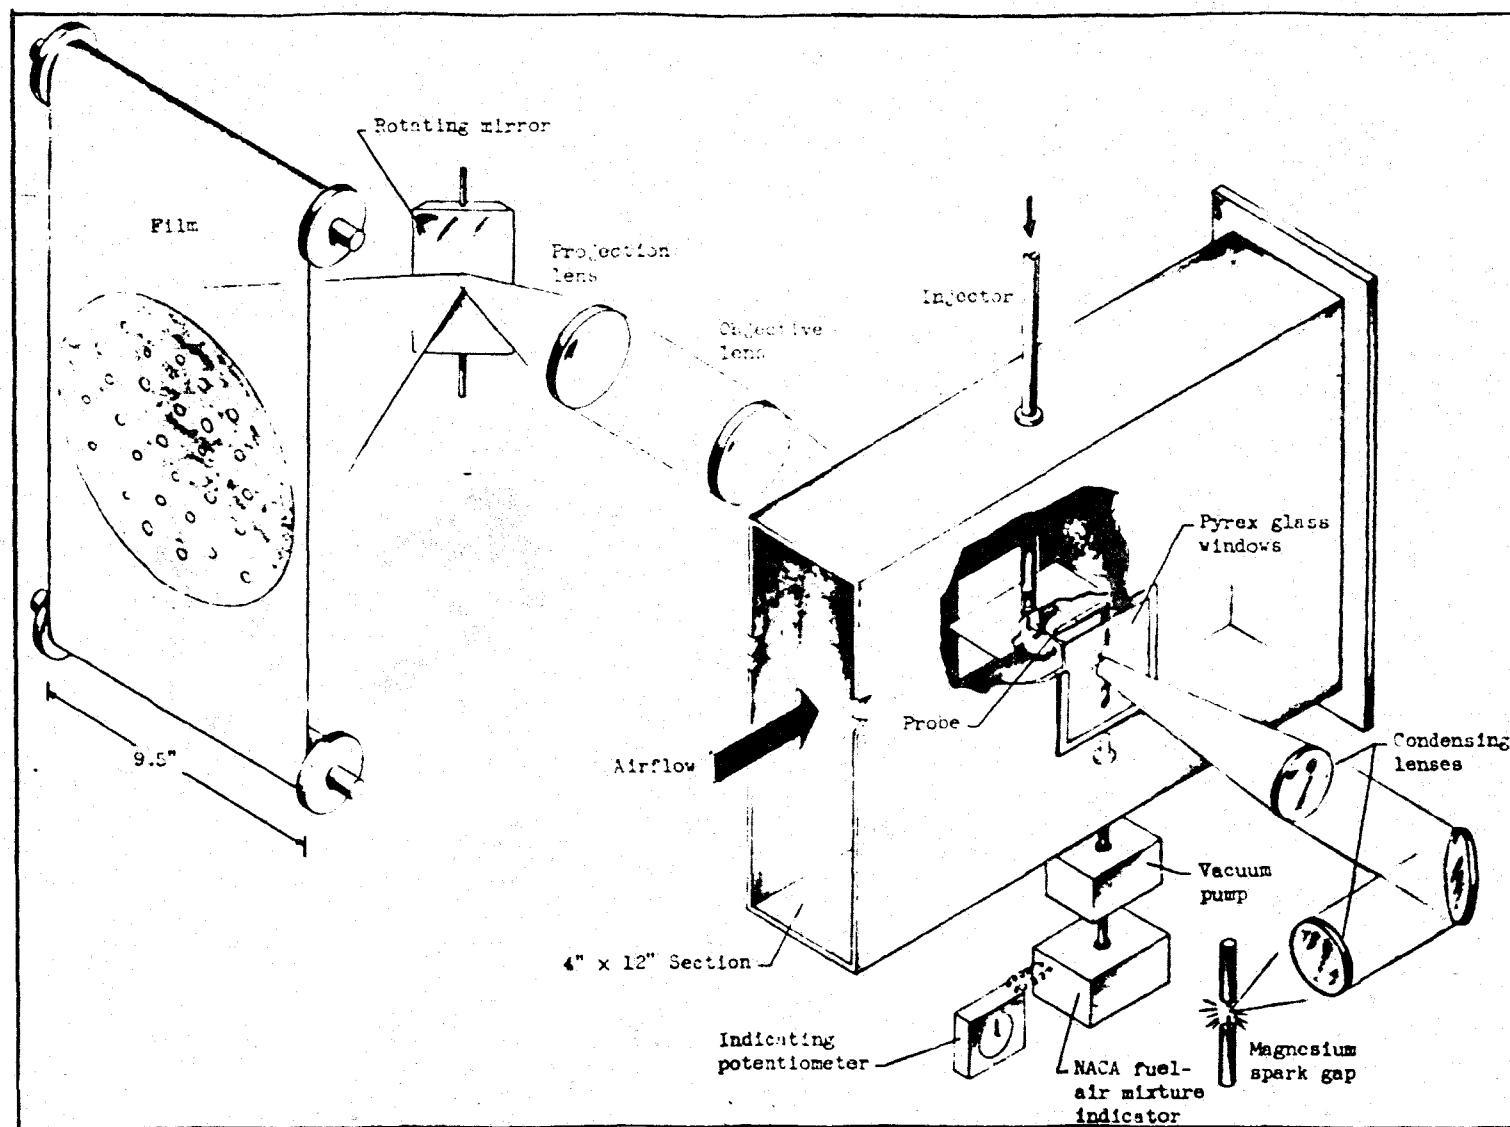 Rotating mirror
Film
Projection
lens
Objective
lens
Injector
Pyrex glass
windows
Probe
Airflow
9.5"
Condensing
lenses
Vacuum
pump
4" x 12" Section
Indicating
potentiometer
NACA fuel-
air mixture
indicator
Magnesium
spark gap